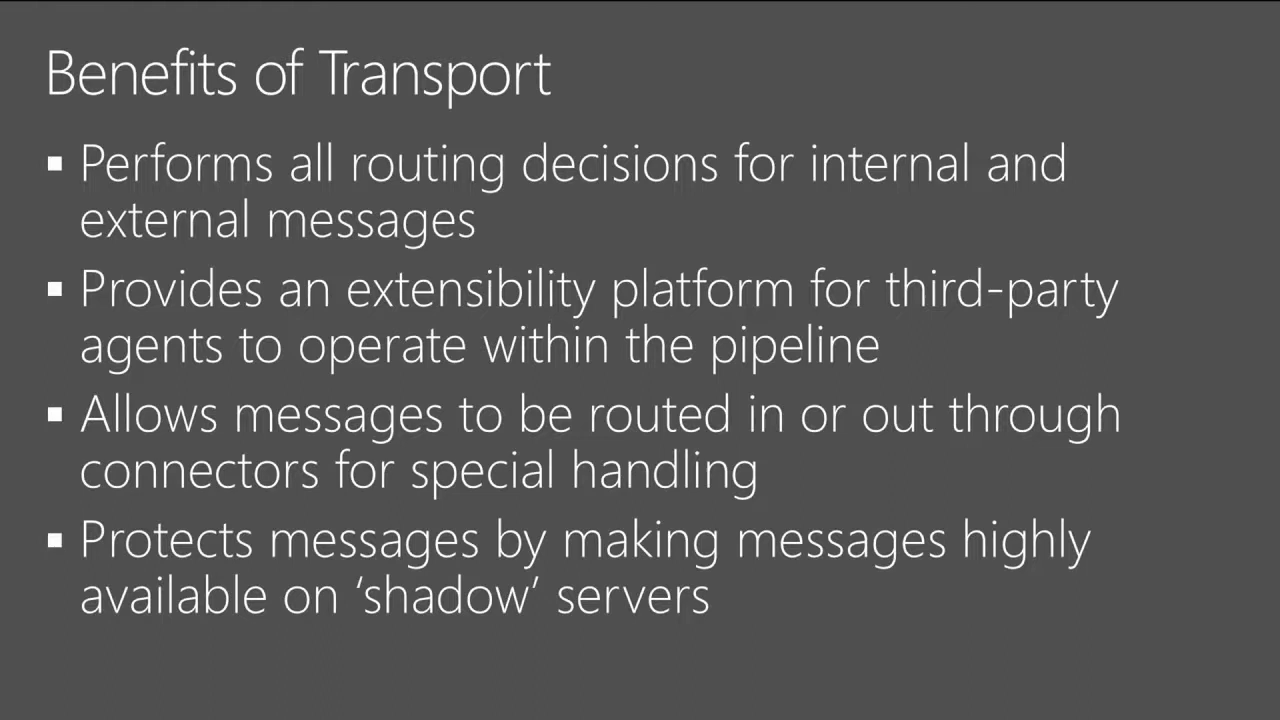 Benefits of Transport
▪ Performs all routing decisions for internal and
external messages
▪ Provides an extensibility platform for third-party
agents to operate within the pipeline
▪ Allows messages to be routed in or out through
connectors for special handling
▪ Protects messages by making messages highly
available on ‘shadow’ servers